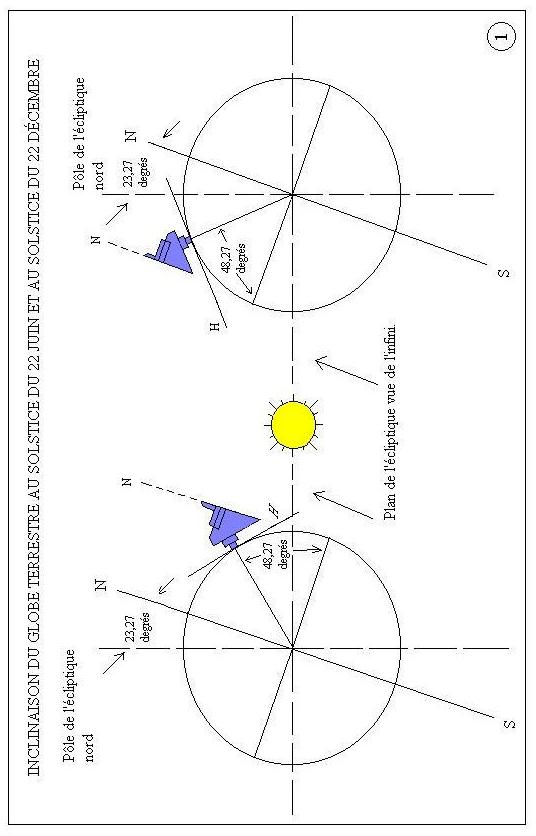 INCLINAISON DU GLOBE TERRESTRE AU SOLSTICE DU 22 JUIN ET AU SOLSTICE DU 22 DÉCEMBRE
1
Pôle de l'écliptique
nord
23,27
degrés
N
N
48,27
degrés
H
S
Plan de l'écliptique vue de l'infini.
Pôle de l'écliptique
nord
23,27
degrés
N
N
H
48,27
degrés
S